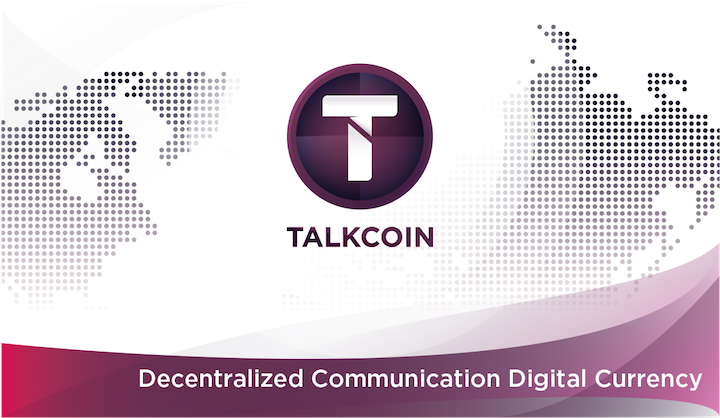 T
TALKCOIN
Decentralized Communication Digital Currency